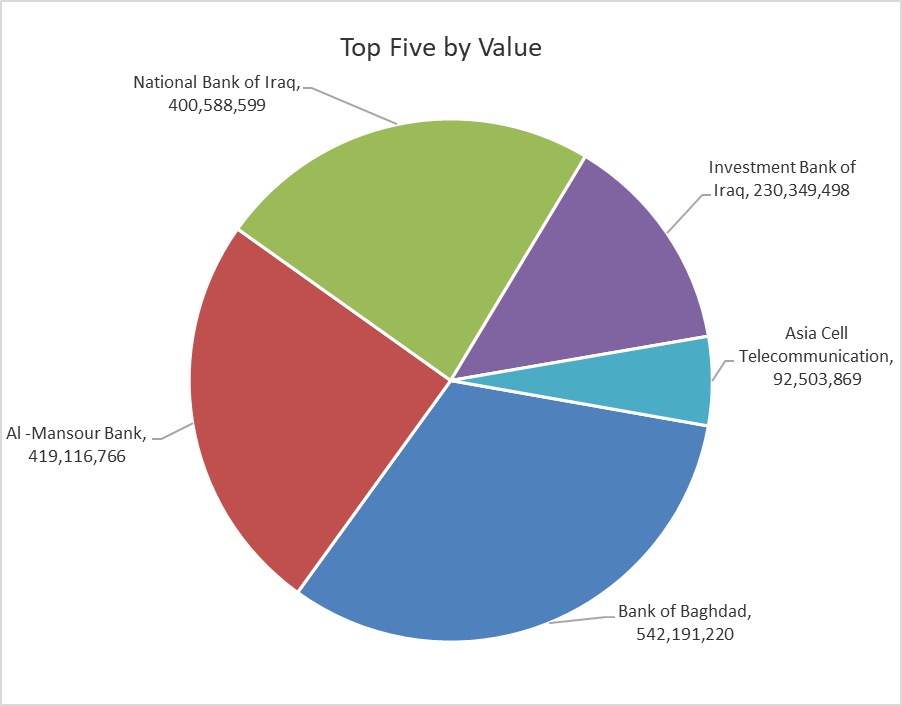 Top Five by Value
National Bank of Iraq,
400,588,599
Investment Bank of
Iraq, 230,349,498
Asia Cell
Telecommunication,
92,503,869
Al -Mansour Bank,
419,116,766
Bank of Baghdad,
542,191,220